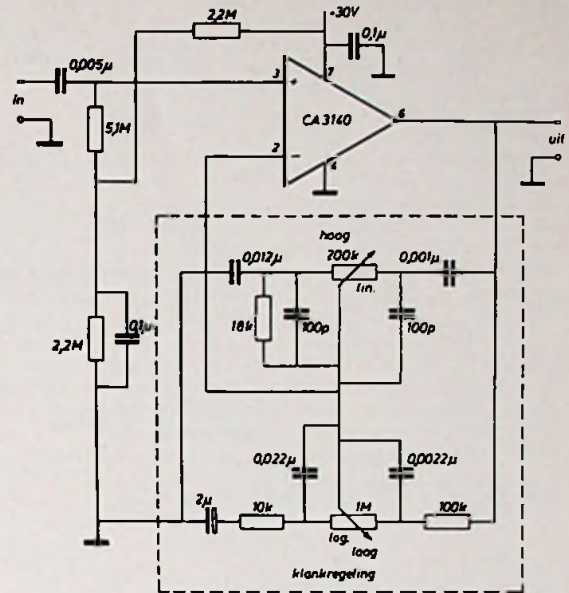 2,2M
+30V
0,1µ
0,005µ
in
3
+
7
5,1M
CA3140
6
uit
2
−
4
hoog
0,012µ
200k
0,001µ
lin.
18k
100p
100p
0,1µ
2,2M
0,022µ
0,0022µ
2µ
10k
1M
100k
log.
laag
klankregeling